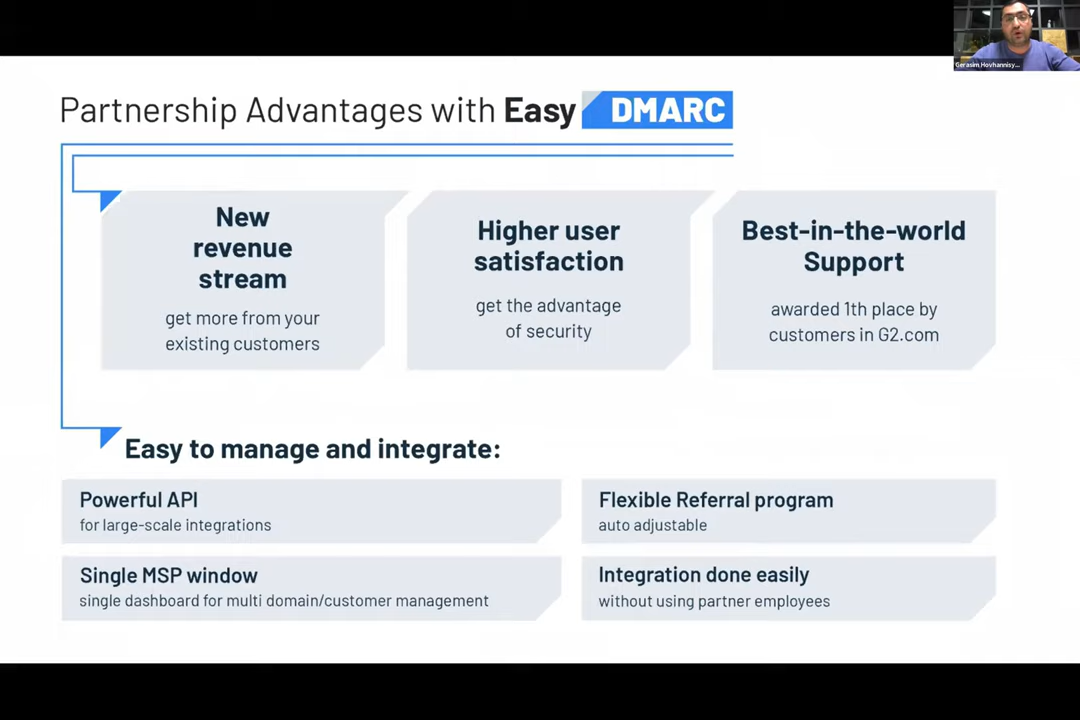 Gerasim Hovhannisy...
Partnership Advantages with Easy DMARC
New
revenue
stream
get more from your
existing customers
Higher user
satisfaction
get the advantage
of security
Best-in-the-world
Support
awarded 1th place by
customers in G2.com
Easy to manage and integrate:
Powerful API
for large-scale integrations
Flexible Referral program
auto adjustable
Single MSP window
single dashboard for multi domain/customer management
Integration done easily
without using partner employees